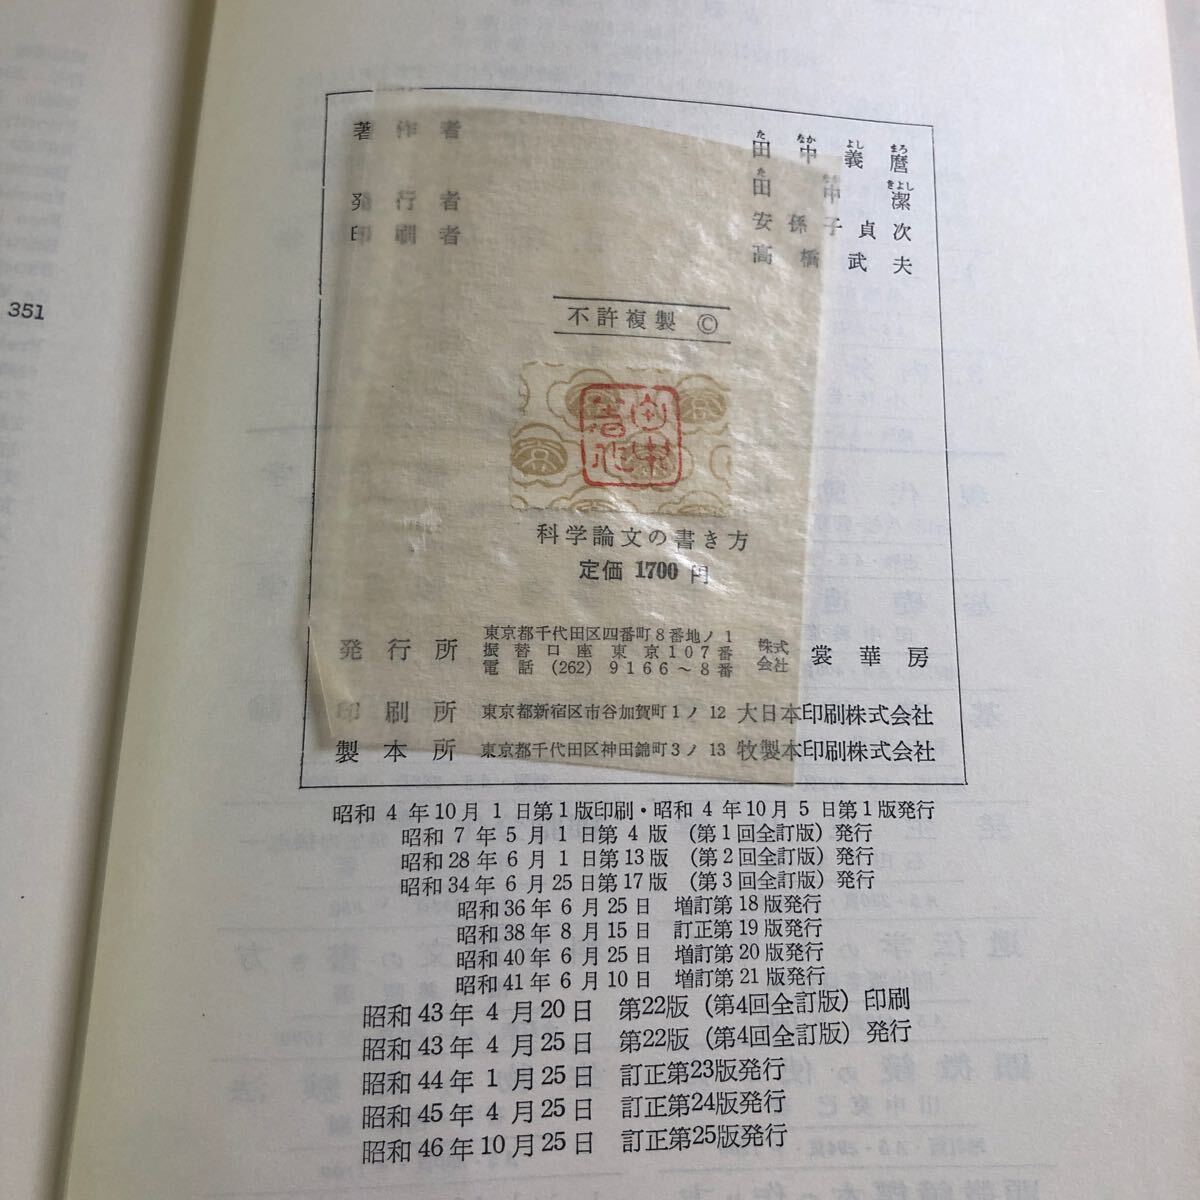 351
著作者 田中義麿
たなかよしまろ
田中潔
たなかきよし
発行者 安孫子貞次
印刷者 高橋武夫
不許複製 ©
科学論文の書き方
定価 1700 円
発行所 東京都千代田区四番町8番地ノ1
振替口座 東京107番
電話 (262) 9166~8番
株式会社 裳華房
印刷所 東京都新宿区市谷加賀町1ノ12 大日本印刷株式会社
製本所 東京都千代田区神田錦町3ノ13 牧製本印刷株式会社
昭和 4 年10月 1 日第1版印刷・昭和 4 年10月 5 日第1版発行
昭和 7 年 5 月 1 日第 4 版 (第1回全訂版) 発行
昭和28年 6 月 1 日第13版 (第2回全訂版) 発行
昭和34年 6 月25日第17版 (第3回全訂版) 発行
昭和36年 6 月25日 増訂第18版発行
昭和38年 8 月15日 訂正第19版発行
昭和40年 6 月25日 増訂第20版発行
昭和41年 6 月10日 増訂第21版発行
昭和43年 4 月20日 第22版 (第4回全訂版) 印刷
昭和43年 4 月25日 第22版 (第4回全訂版) 発行
昭和44年 1 月25日 訂正第23版発行
昭和45年 4 月25日 訂正第24版発行
昭和46年10月25日 訂正第25版発行